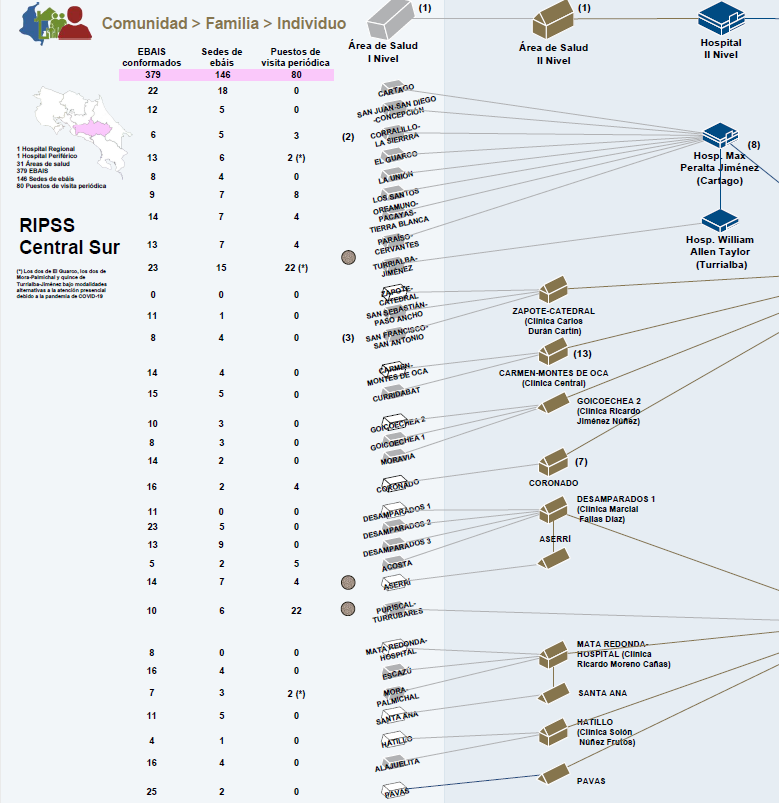 Comunidad > Familia > Individuo
(1)
Área de Salud
I Nivel
(1)
Área de Salud
II Nivel
Hospital
II Nivel
EBAIS conformados
Sedes de ebáis
Puestos de visita periódica
379 146 80
22 18 0 CARTAGO
12 5 0 SAN JUAN-SAN DIEGO-CONCEPCIÓN
6 5 3 (2) CORRALILLO-LA SIERRRA
13 6 2 (*) EL GUARCO
8 4 0 LA UNION
9 7 8 LOS SANTOS
14 7 4 OREAMUNO-PACAYAS-TIERRA BLANCA
13 7 4 PARAÍSO-CERVANTES
23 15 22 (*) TURRIALBA-JIMÉNEZ
0 0 0 ZAPOTE-CATEDRAL
11 1 0 SAN SEBASTIÁN-PASO ANCHO
8 4 0 (3) SAN FRANCISCO-SAN ANTONIO
14 4 0 CARMEN-MONTES DE OCA
15 5 0 CURRIDABAT
10 3 0 GOICOECHEA 2
8 3 0 GOICOECHEA 1
14 2 0 MORAVIA
16 2 4 CORONADO
11 0 0 DESAMPARADOS 1
23 5 0 DESAMPARADOS 2
13 9 0 DESAMPARADOS 3
5 2 5 ACOSTA
14 7 4 ASERRÍ
10 6 22 PURISCAL-TURRUBARES
8 0 0 MATA REDONDA-HOSPITAL
16 4 0 ESCAZÚ
7 3 2 (*) MORA-PALMICHAL
11 5 0 SANTA ANA
4 1 0 HATILLO
16 4 0 ALAJUELITA
25 2 0 PAVAS
1 Hospital Regional
1 Hospital Periférico
31 Áreas de salud
379 EBAIS
146 Sedes de ebáis
80 Puestos de visita periódica
RIPSS
Central Sur
(*) Los dos de El Guarco, los dos de
Mora-Palmichal y quince de
Turrialba-Jiménez bajo modalidades
alternativas a la atención presencial
debido a la pandemia de COVID-19
(8)
Hosp. Max
Peralta Jiménez
(Cartago)
Hosp. William
Allen Taylor
(Turrialba)
ZAPOTE-CATEDRAL
(Clínica Carlos
Durán Cartín)
(13)
CARMEN-MONTES DE OCA
(Clínica Central)
GOICOECHEA 2
(Clínica Ricardo
Jiménez Núñez)
(7)
CORONADO
DESAMPARADOS 1
(Clínica Marcial
Fallas Díaz)
ASERRÍ
MATA REDONDA-
HOSPITAL (Clínica
Ricardo Moreno Cañas)
SANTA ANA
HATILLO
(Clínica Solón
Núñez Frutos)
PAVAS